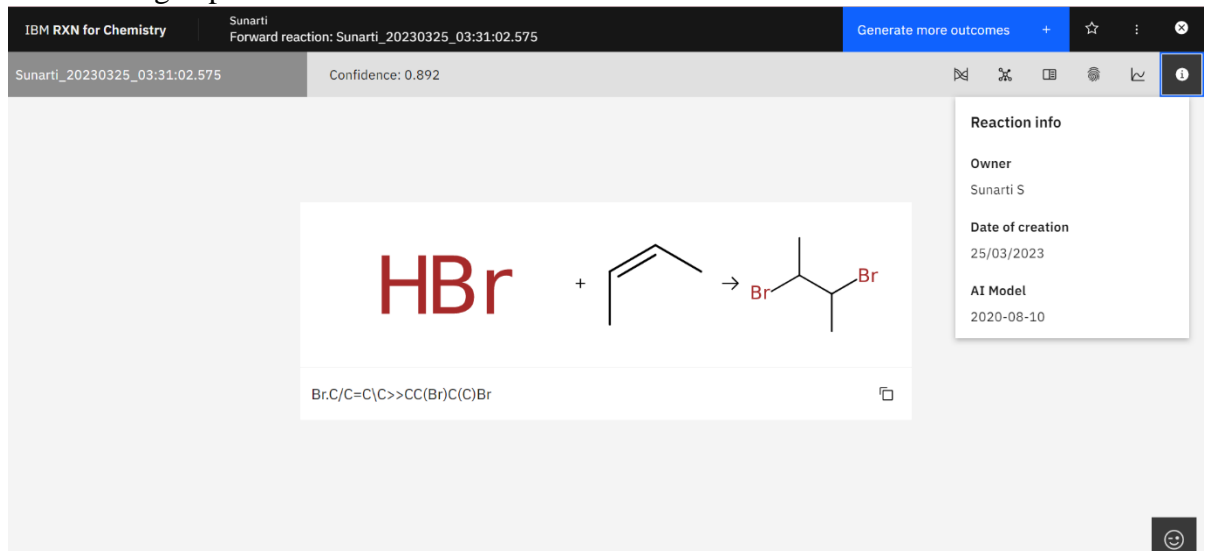 IBM RXN for Chemistry
Sunarti
Forward reaction: Sunarti_20230325_03:31:02.575
Generate more outcomes +
Sunarti_20230325_03:31:02.575
Confidence: 0.892
Reaction info
Owner
Sunarti S
Date of creation
25/03/2023
AI Model
2020-08-10
HBr + → Br Br
Br.C/C=C\C>>CC(Br)C(C)Br